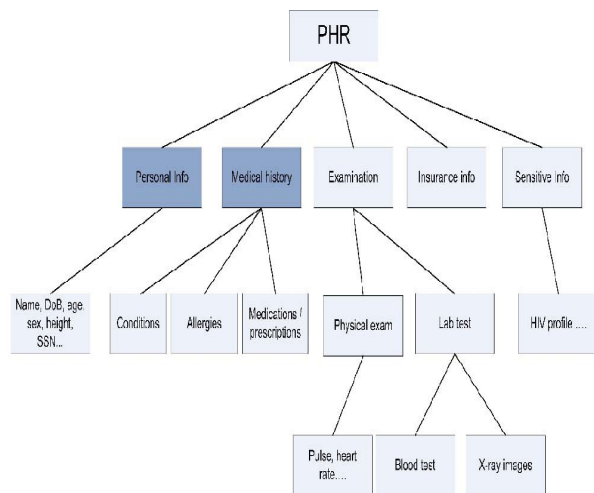 PHR
Personal Info
Medical history
Examination
Insurance info
Sensitive Info
Name, DoB, age,
sex, height,
SSN...
Conditions
Allergies
Medications /
prescriptions
Physical exam
Lab test
HIV profile ....
Pulse, heart
rate....
Blood test
X-ray images